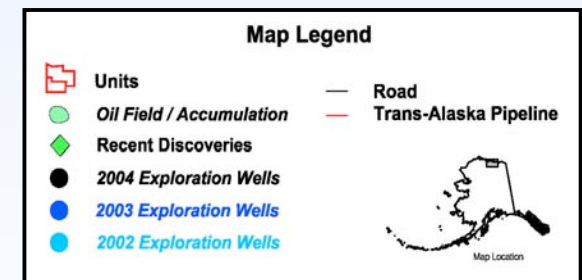 Map Legend
Units
Oil Field / Accumulation
Recent Discoveries
2004 Exploration Wells
2003 Exploration Wells
2002 Exploration Wells
Road
Trans-Alaska Pipeline
Map Location